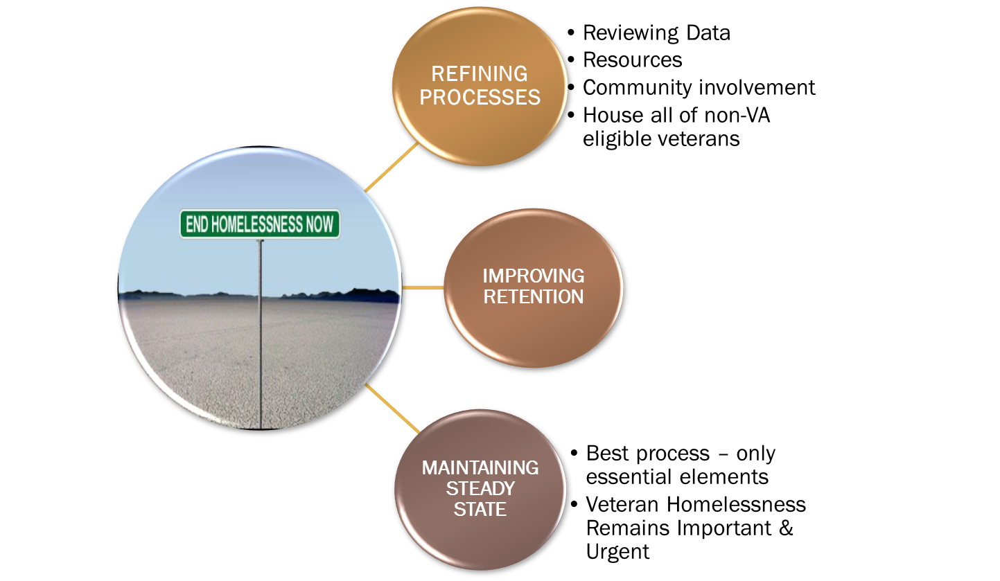 END HOMELESSNESS NOW
REFINING
PROCESSES
• Reviewing Data
• Resources
• Community involvement
• House all of non-VA
eligible veterans
IMPROVING
RETENTION
MAINTAINING
STEADY
STATE
• Best process – only
essential elements
• Veteran Homelessness
Remains Important &
Urgent